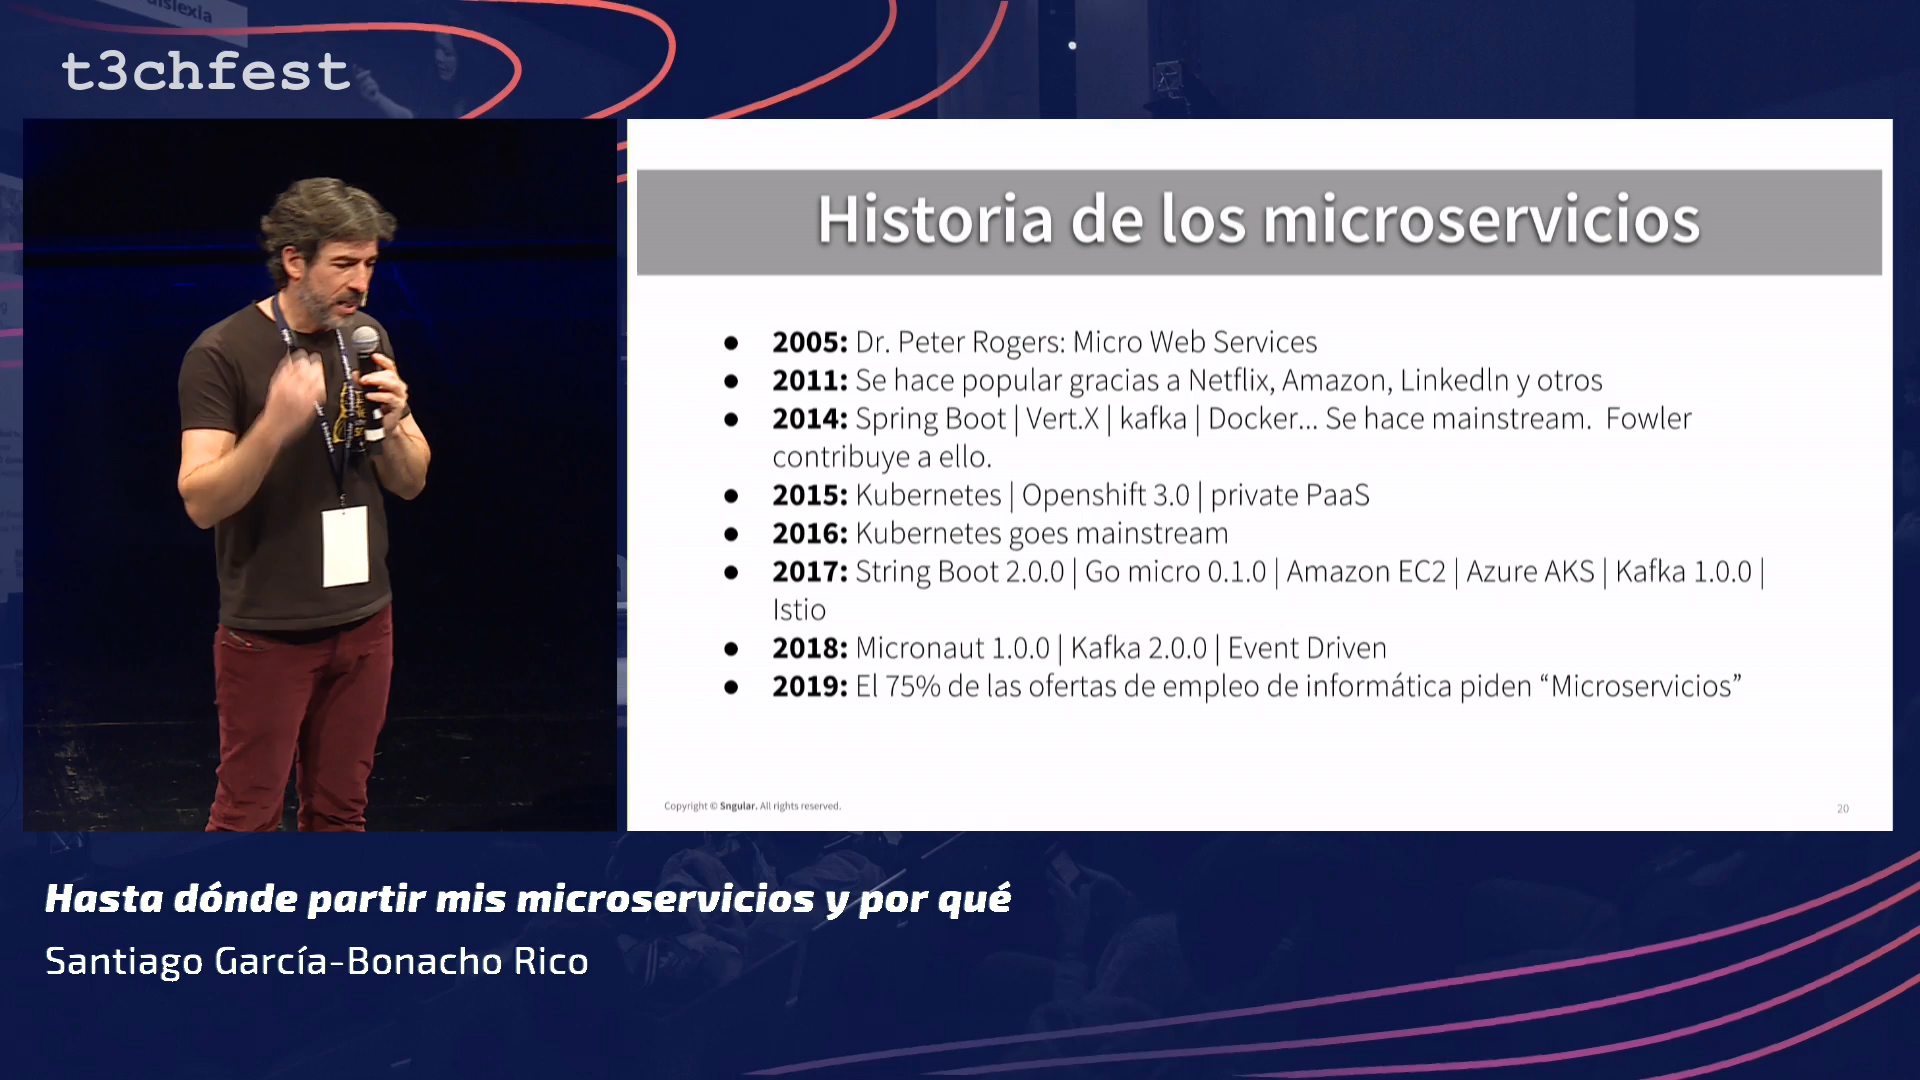 dislexia
t3chfest
Historia de los microservicios
● 2005: Dr. Peter Rogers: Micro Web Services
● 2011: Se hace popular gracias a Netflix, Amazon, LinkedIn y otros
● 2014: Spring Boot | Vert.X | kafka | Docker... Se hace mainstream. Fowler
contribuye a ello.
● 2015: Kubernetes | Openshift 3.0 | private PaaS
● 2016: Kubernetes goes mainstream
● 2017: String Boot 2.0.0 | Go micro 0.1.0 | Amazon EC2 | Azure AKS | Kafka 1.0.0 |
Istio
● 2018: Micronaut 1.0.0 | Kafka 2.0.0 | Event Driven
● 2019: El 75% de las ofertas de empleo de informática piden “Microservicios”
Copyright © Sngular. All rights reserved.
20
Hasta dónde partir mis microservicios y por qué
Santiago García-Bonacho Rico